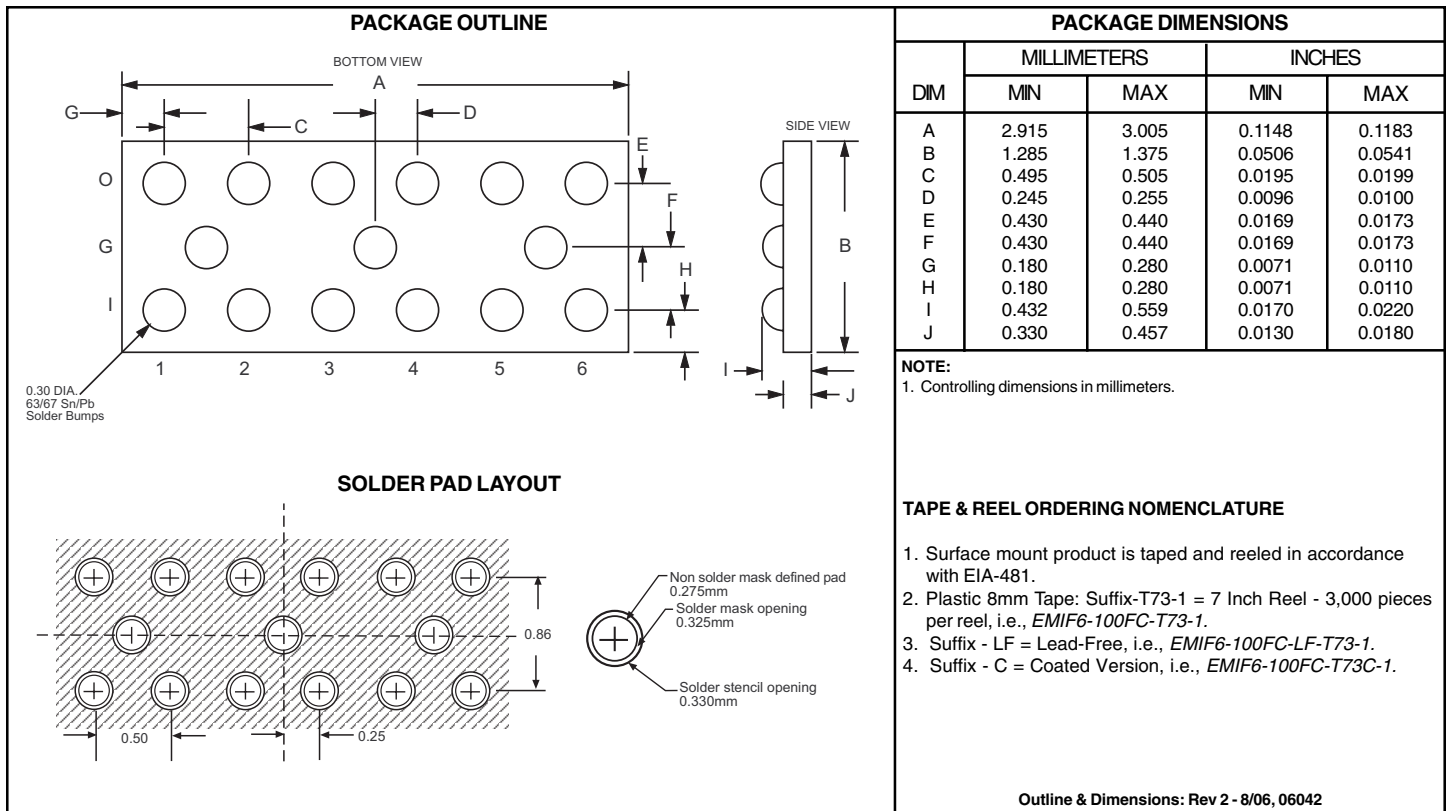 PACKAGE OUTLINE
BOTTOM VIEW
A
G
C
D
SIDE VIEW
E
O
F
G
B
H
I
1 2 3 4 5 6
I
J
0.30 DIA.
63/67 Sn/Pb
Solder Bumps
SOLDER PAD LAYOUT
Non solder mask defined pad
0.275mm
Solder mask opening
0.325mm
0.86
Solder stencil opening
0.330mm
0.50
0.25
PACKAGE DIMENSIONS
MILLIMETERS INCHES
DIM MIN MAX MIN MAX
A 2.915 3.005 0.1148 0.1183
B 1.285 1.375 0.0506 0.0541
C 0.495 0.505 0.0195 0.0199
D 0.245 0.255 0.0096 0.0100
E 0.430 0.440 0.0169 0.0173
F 0.430 0.440 0.0169 0.0173
G 0.180 0.280 0.0071 0.0110
H 0.180 0.280 0.0071 0.0110
I 0.432 0.559 0.0170 0.0220
J 0.330 0.457 0.0130 0.0180
NOTE:
1. Controlling dimensions in millimeters.
TAPE & REEL ORDERING NOMENCLATURE
1. Surface mount product is taped and reeled in accordance
with EIA-481.
2. Plastic 8mm Tape: Suffix-T73-1 = 7 Inch Reel - 3,000 pieces
per reel, i.e., EMIF6-100FC-T73-1.
3. Suffix - LF = Lead-Free, i.e., EMIF6-100FC-LF-T73-1.
4. Suffix - C = Coated Version, i.e., EMIF6-100FC-T73C-1.
Outline & Dimensions: Rev 2 - 8/06, 06042